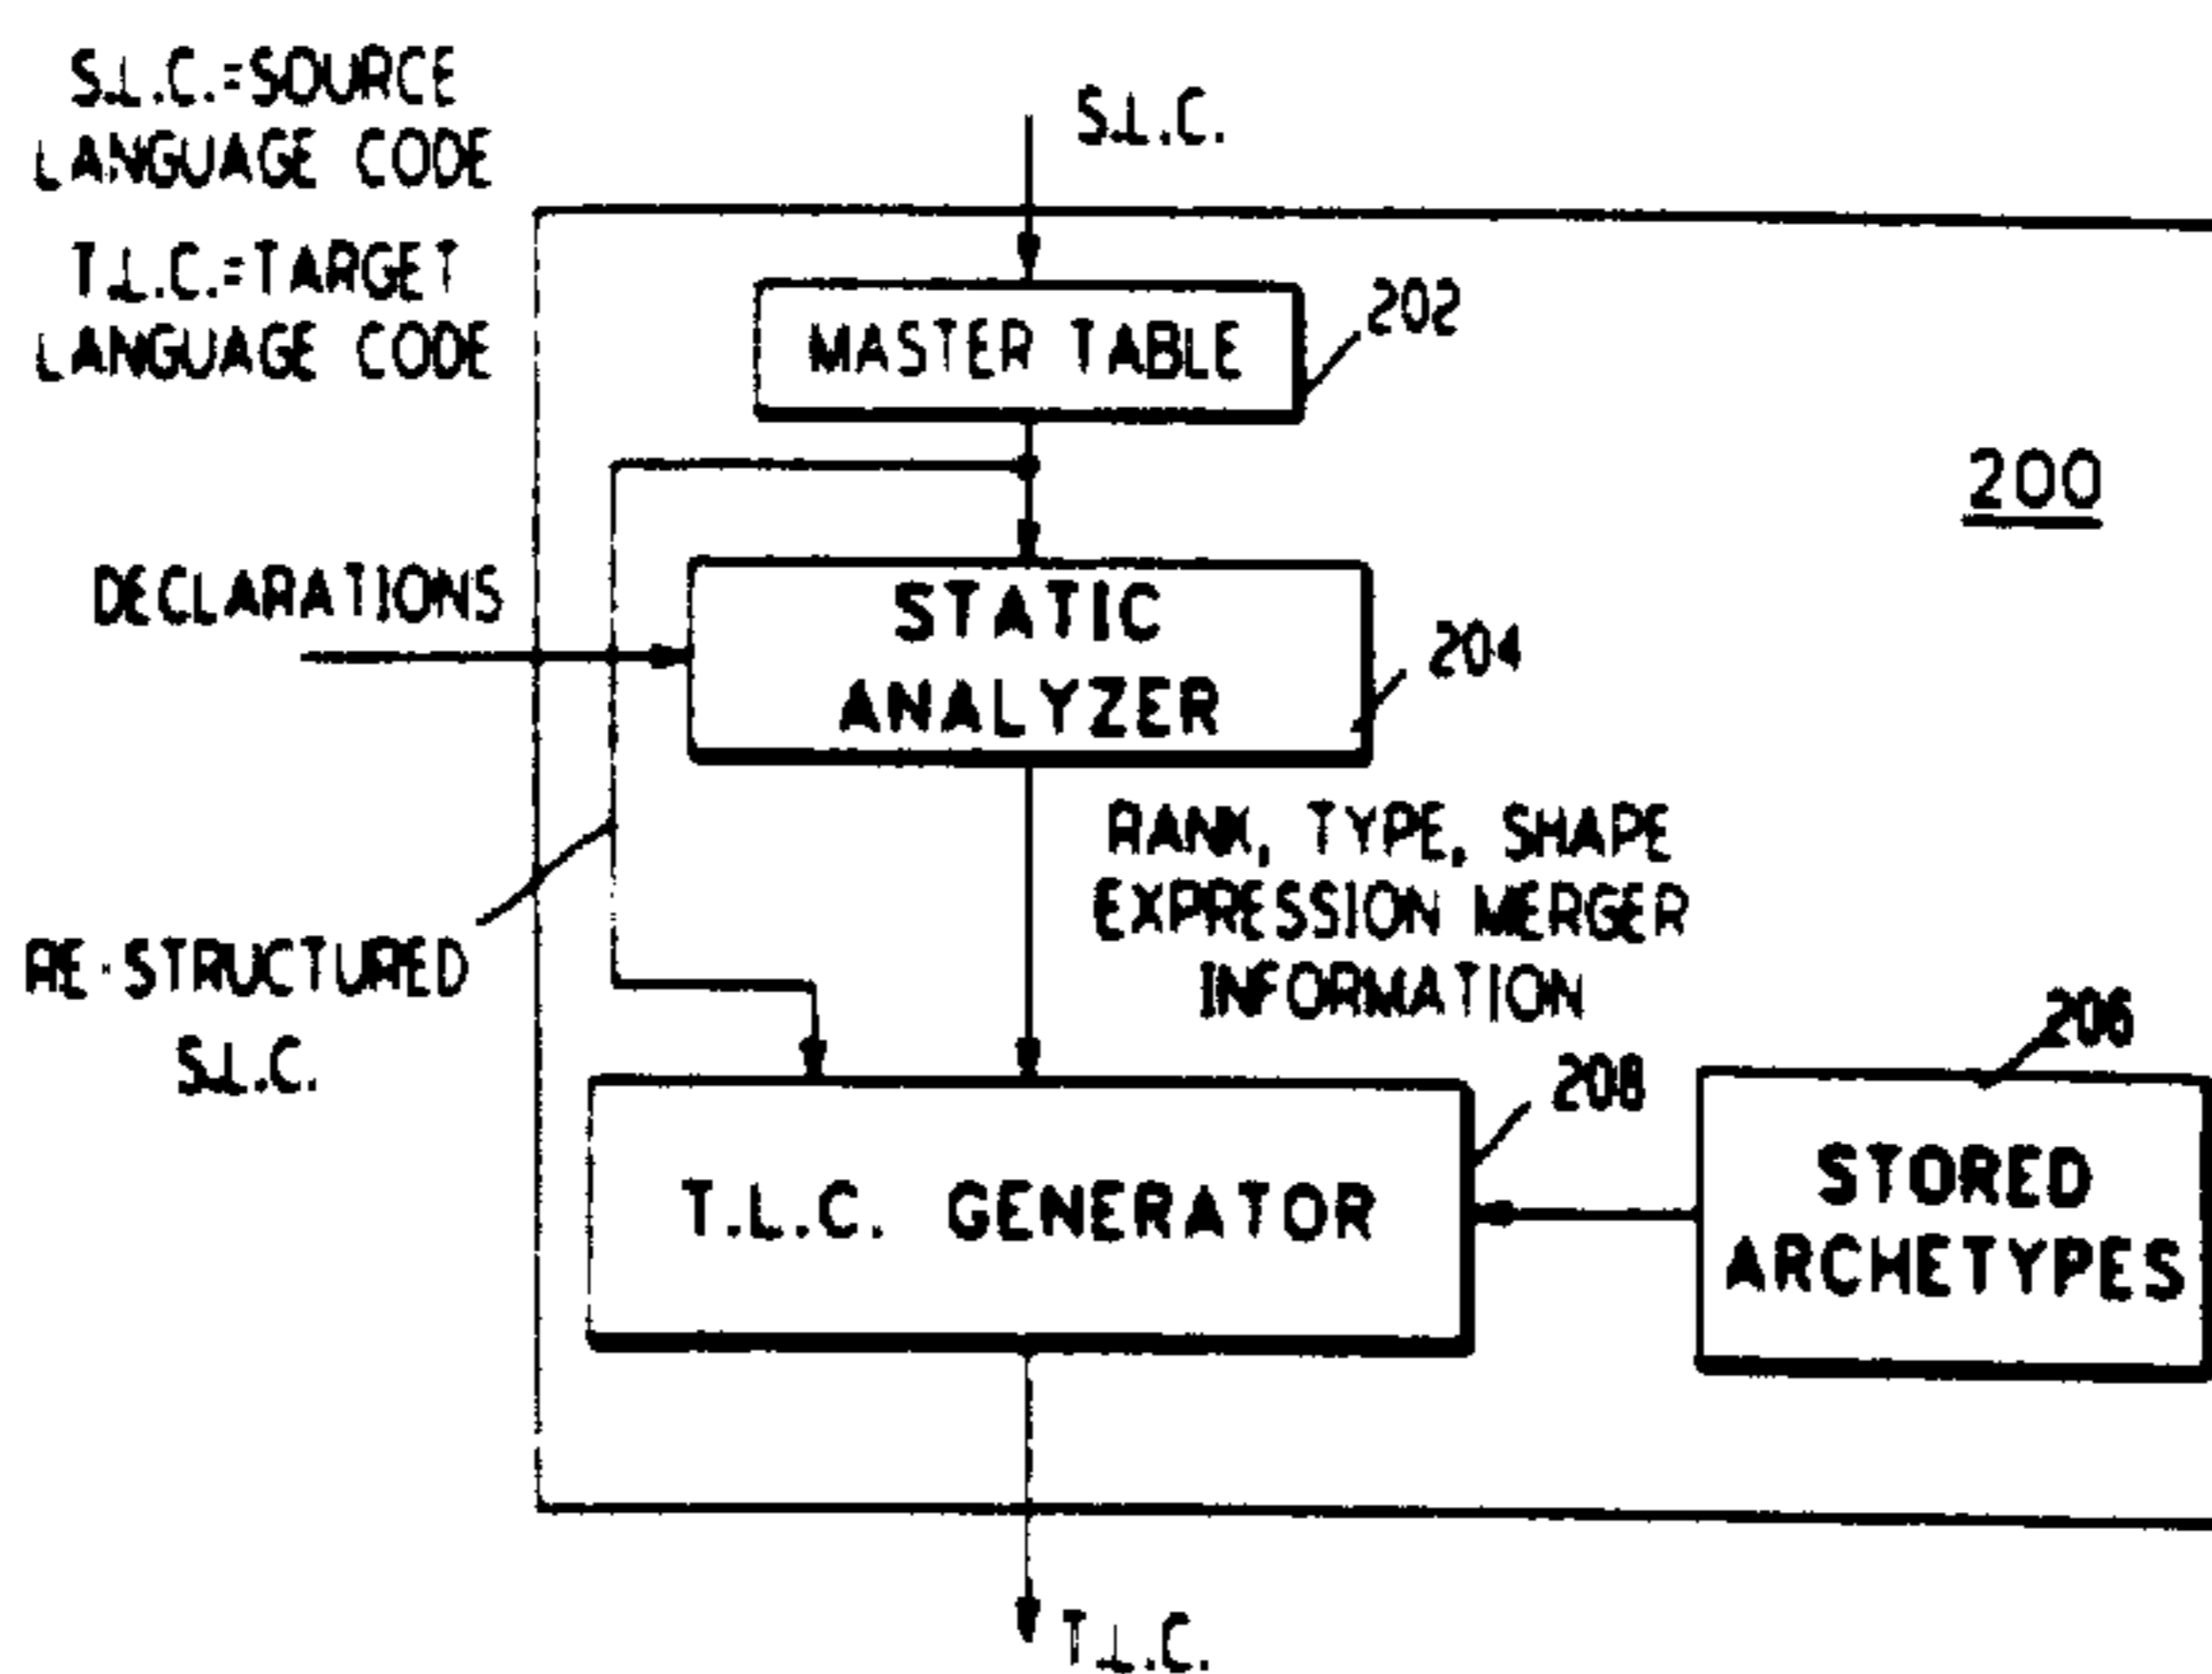 S.L.C.=SOURCE
LANGUAGE CODE
T.L.C.=TARGET
LANGUAGE CODE
S.L.C.
MASTER TABLE
202
200
DECLARATIONS
STATIC
ANALYZER
204
RANK, TYPE, SHAPE
EXPRESSION MERGER
INFORMATION
RE-STRUCTURED
S.L.C.
206
208
T.L.C. GENERATOR
STORED
ARCHETYPES
T.L.C.